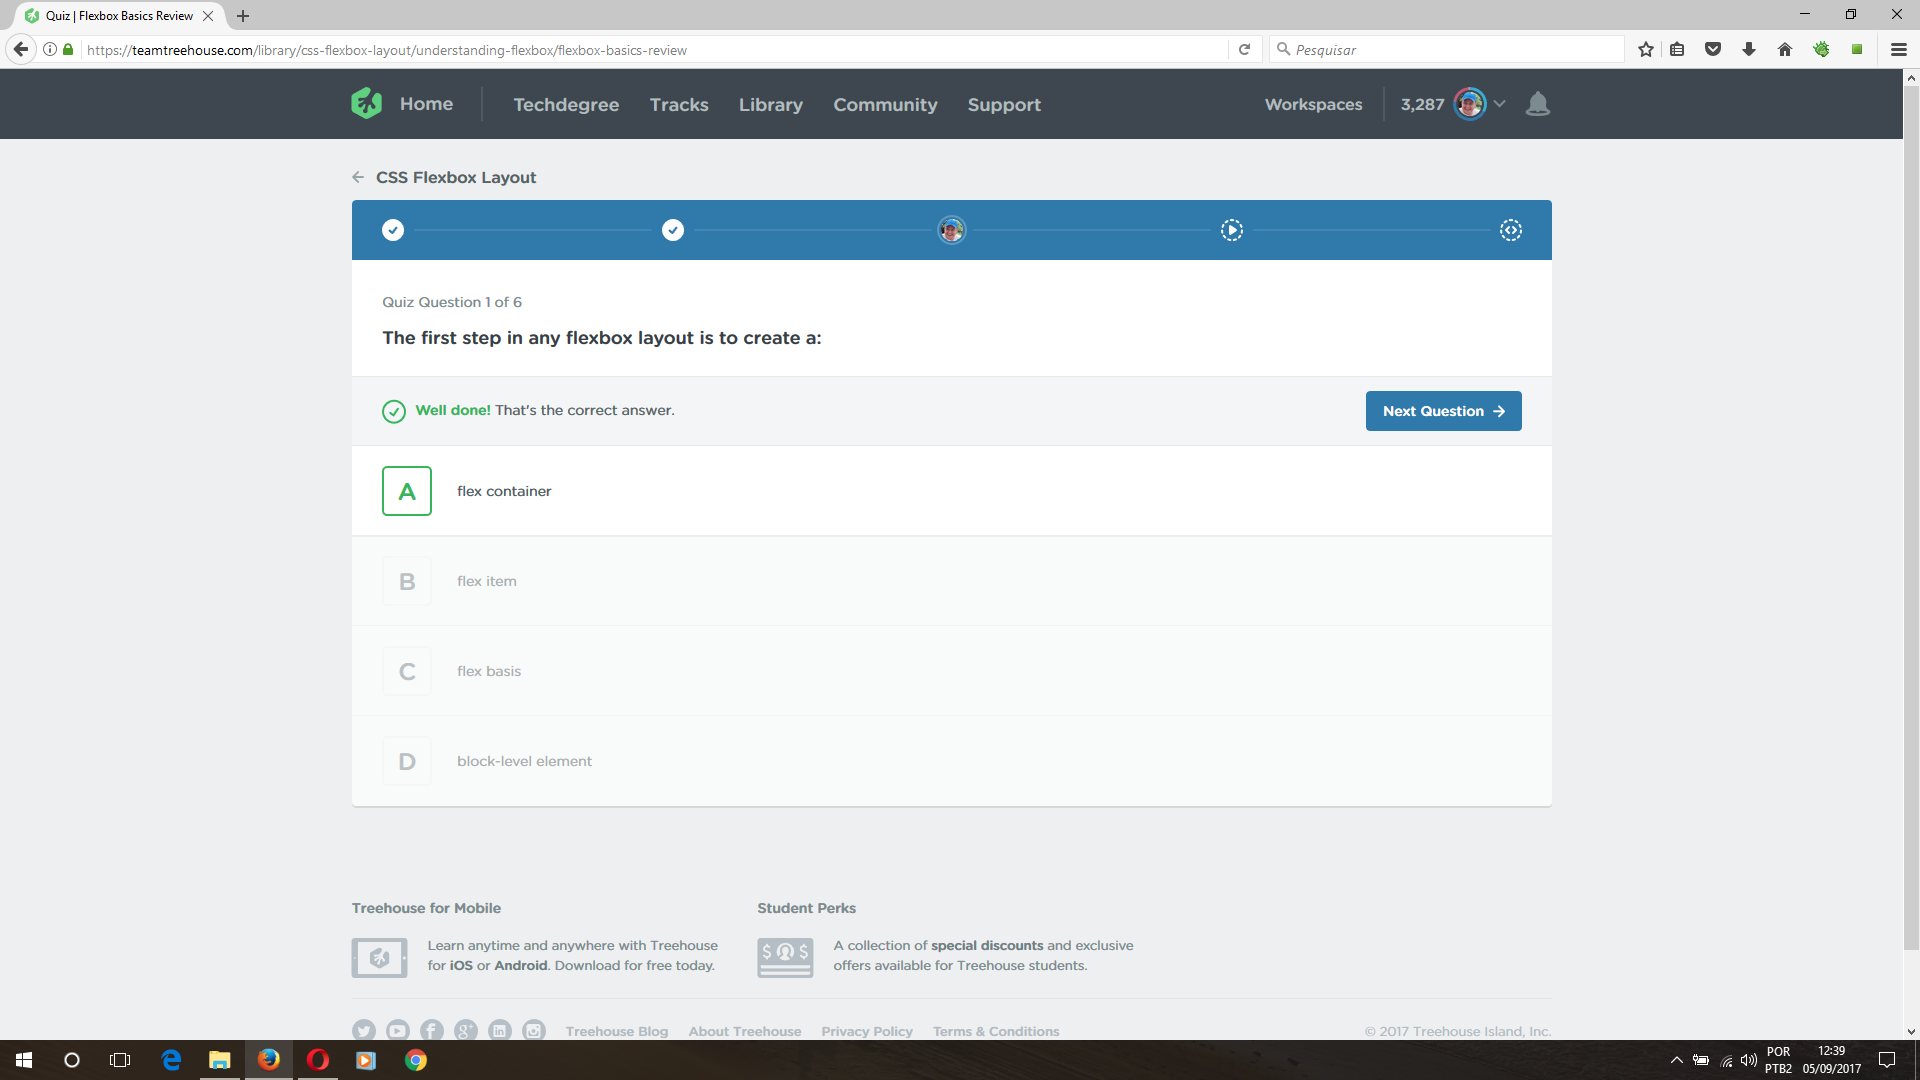 Quiz | Flexbox Basics Review
https://teamtreehouse.com/library/css-flexbox-layout/understanding-flexbox/flexbox-basics-review
Pesquisar
Home
Techdegree
Tracks
Library
Community
Support
Workspaces
3,287
CSS Flexbox Layout
Quiz Question 1 of 6
The first step in any flexbox layout is to create a:
Well done! That's the correct answer.
Next Question
A flex container
B flex item
C flex basis
D block-level element
Treehouse for Mobile
Learn anytime and anywhere with Treehouse
for iOS or Android. Download for free today.
Student Perks
A collection of special discounts and exclusive
offers available for Treehouse students.
Treehouse Blog
About Treehouse
Privacy Policy
Terms & Conditions
© 2017 Treehouse Island, Inc.
POR
PTB2
12:39
05/09/2017